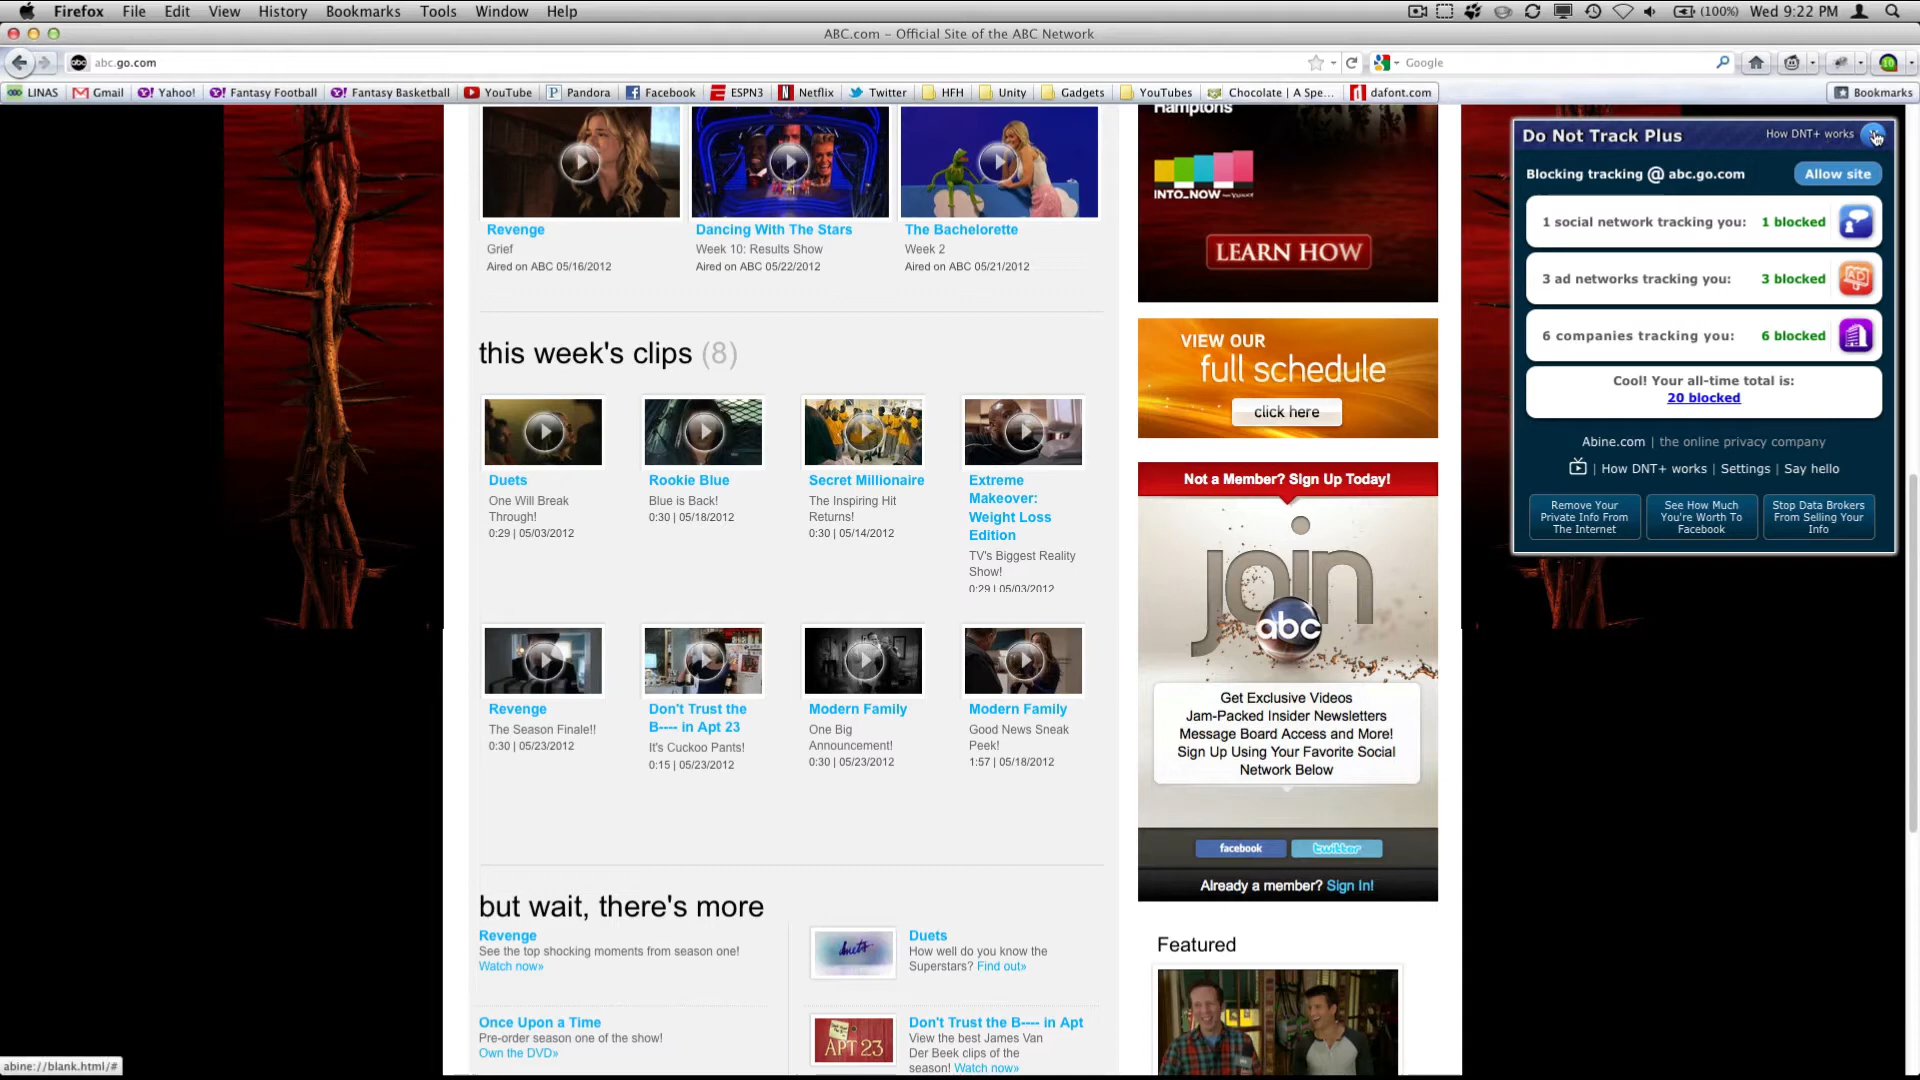 Firefox File Edit View History Bookmarks Tools Window Help
(100%) Wed 9:22 PM
ABC.com – Official Site of the ABC Network
abc.go.com
Google
LINAS Gmail Yahoo! Fantasy Football Fantasy Basketball YouTube Pandora Facebook ESPN3 Netflix Twitter HFH Unity Gadgets YouTubes Chocolate | A Spe... dafont.com Bookmarks
Revenge
Grief
Aired on ABC 05/16/2012
Dancing With The Stars
Week 10: Results Show
Aired on ABC 05/22/2012
The Bachelorette
Week 2
Aired on ABC 05/21/2012
this week's clips (8)
Duets
One Will Break
Through!
0:29 | 05/03/2012
Rookie Blue
Blue is Back!
0:30 | 05/18/2012
Secret Millionaire
The Inspiring Hit
Returns!
0:30 | 05/14/2012
Extreme
Makeover:
Weight Loss
Edition
TV's Biggest Reality
Show!
0:29 | 05/03/2012
Revenge
The Season Finale!!
0:30 | 05/23/2012
Don't Trust the
B---- in Apt 23
It's Cuckoo Pants!
0:15 | 05/23/2012
Modern Family
One Big
Announcement!
0:30 | 05/23/2012
Modern Family
Good News Sneak
Peek!
1:57 | 05/18/2012
but wait, there's more
Revenge
See the top shocking moments from season one!
Watch now»
Duets
How well do you know the
Superstars? Find out»
duets
Once Upon a Time
Pre-order season one of the show!
Own the DVD»
APT 23
Don't Trust the B---- in Apt
View the best James Van
Der Beek clips of the
season! Watch now»
Hamptons
INTO_NOW
LEARN HOW
VIEW OUR
full schedule
click here
Not a Member? Sign Up Today!
join
abc
Get Exclusive Videos
Jam-Packed Insider Newsletters
Message Board Access and More!
Sign Up Using Your Favorite Social
Network Below
facebook twitter
Already a member? Sign In!
Featured
Do Not Track Plus How DNT+ works
Blocking tracking @ abc.go.com Allow site
1 social network tracking you: 1 blocked
3 ad networks tracking you: 3 blocked
AD
6 companies tracking you: 6 blocked
Cool! Your all-time total is:
20 blocked
Abine.com | the online privacy company
| How DNT+ works | Settings | Say hello
Remove Your
Private Info From
The Internet
See How Much
You're Worth To
Facebook
Stop Data Brokers
From Selling Your
Info
abine://blank.html/#